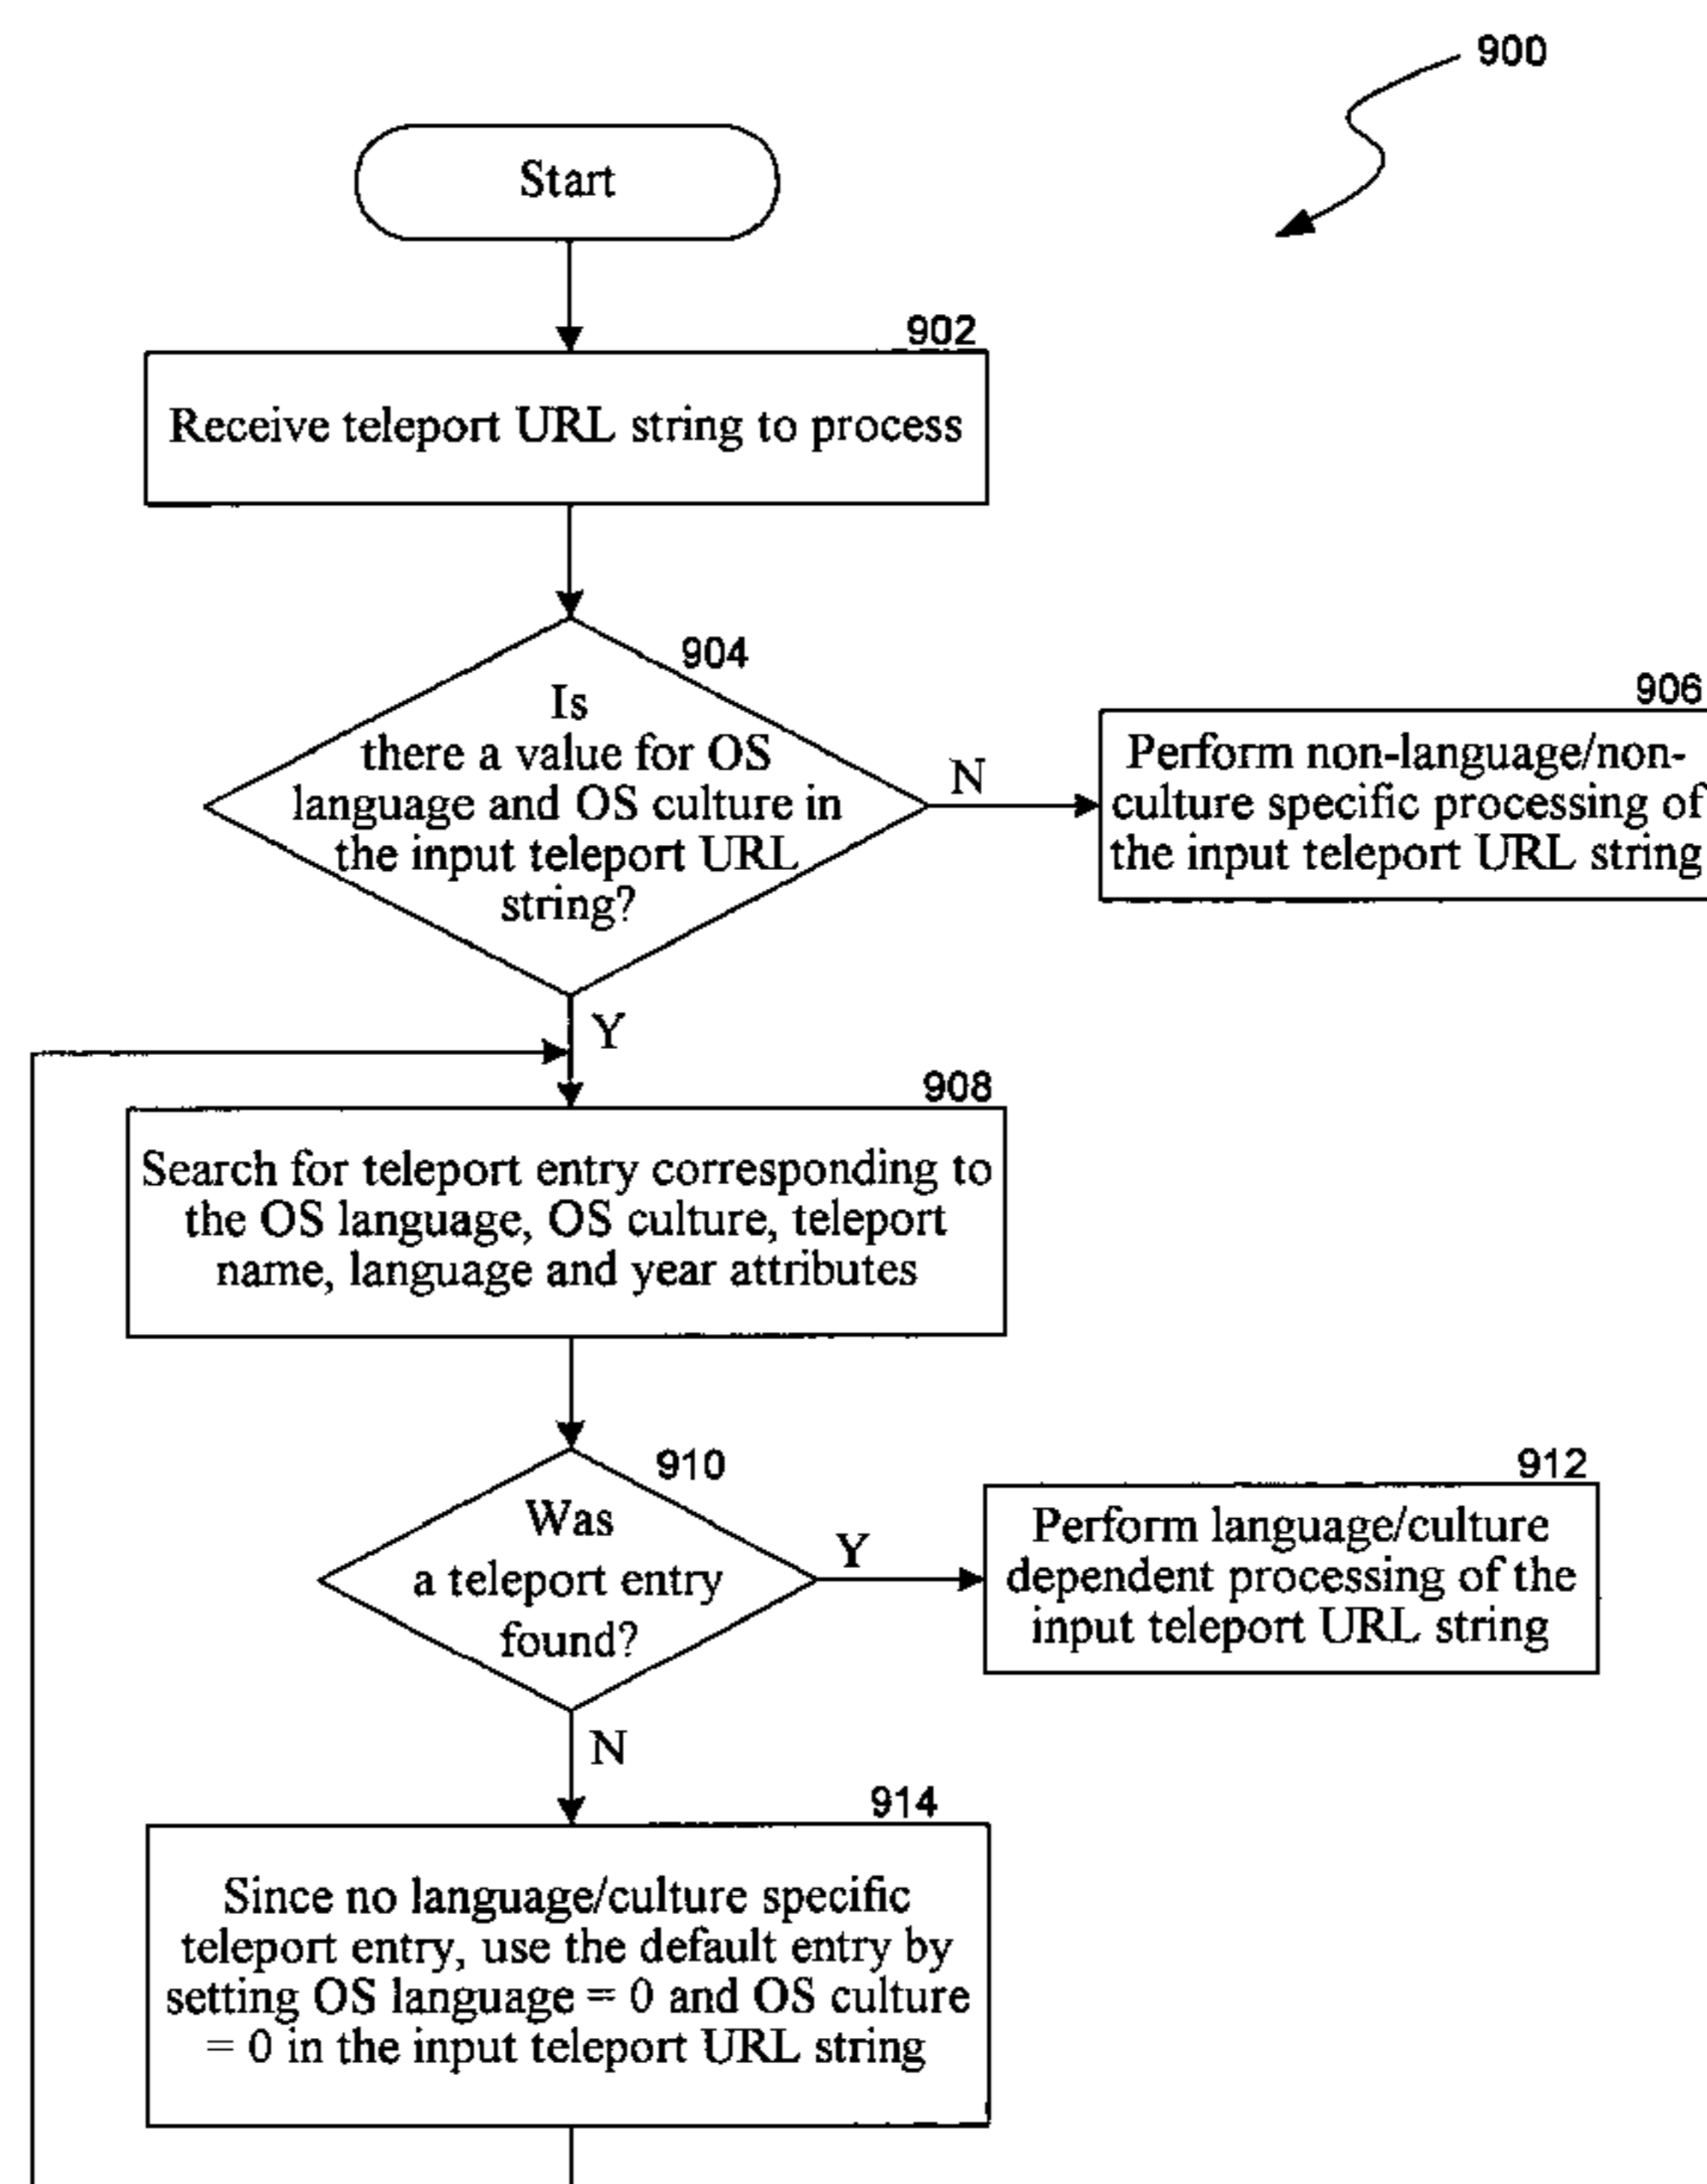 900
Start
902
Receive teleport URL string to process
904
Is
there a value for OS
language and OS culture in
the input teleport URL
string?
N
906
Perform non-language/non-
culture specific processing of
the input teleport URL string
Y
908
Search for teleport entry corresponding to
the OS language, OS culture, teleport
name, language and year attributes
910
Was
a teleport entry
found?
Y
912
Perform language/culture
dependent processing of the
input teleport URL string
N
914
Since no language/culture specific
teleport entry, use the default entry by
setting OS language = 0 and OS culture
= 0 in the input teleport URL string